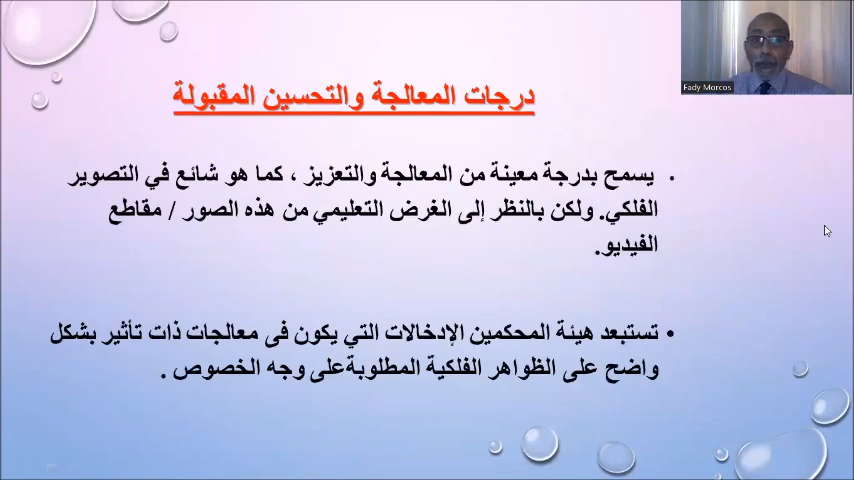 درجات المعالجة والتحسين المقبولة
Fady Morcos
. يسمح بدرجة معينة من المعالجة والتعزيز ، كما هو شائع في التصوير
الفلكي. ولكن بالنظر إلى الغرض التعليمي من هذه الصور / مقاطع
الفيديو.
• تستبعد هيئة المحكمين الإدخالات التي يكون فى معالجات ذات تأثير بشكل
واضح على الظواهر الفلكية المطلوبةعلى وجه الخصوص .